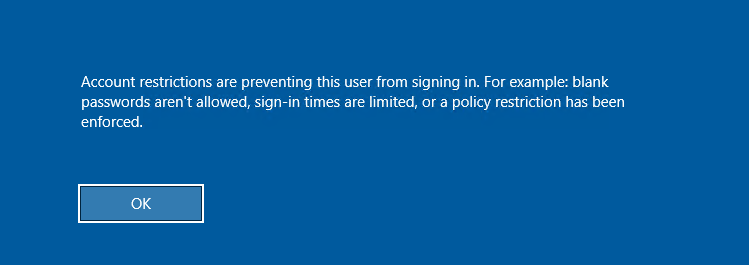 Account restrictions are preventing this user from signing in. For example: blank
passwords aren't allowed, sign-in times are limited, or a policy restriction has been
enforced.
OK